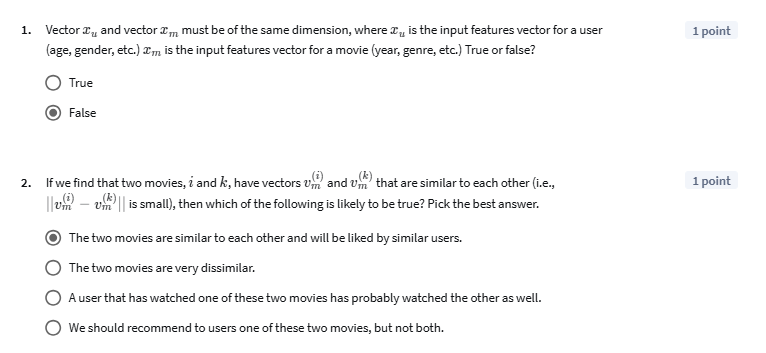 1. Vector x_u and vector x_m must be of the same dimension, where x_u is the input features vector for a user
1 point
(age, gender, etc.) x_m is the input features vector for a movie (year, genre, etc.) True or false?
True
False
2. If we find that two movies, i and k, have vectors v_m^(i) and v_m^(k) that are similar to each other (i.e.,
1 point
||v_m^(i) − v_m^(k)|| is small), then which of the following is likely to be true? Pick the best answer.
The two movies are similar to each other and will be liked by similar users.
The two movies are very dissimilar.
A user that has watched one of these two movies has probably watched the other as well.
We should recommend to users one of these two movies, but not both.